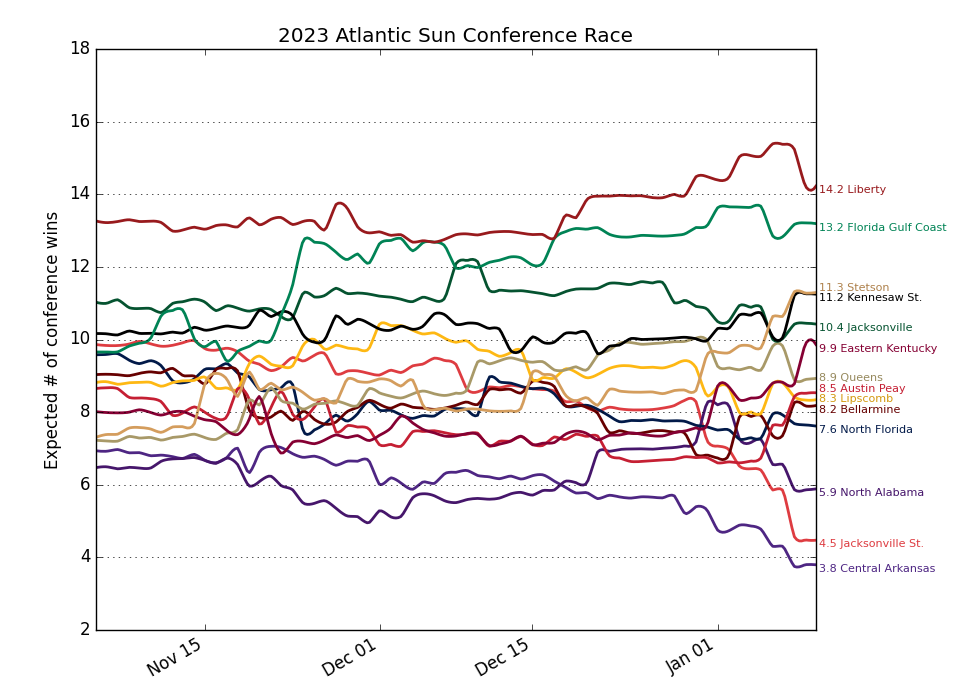 2023 Atlantic Sun Conference Race
Expected # of conference wins
18
16
14
12
10
8
6
4
2
Nov 15
Dec 01
Dec 15
Jan 01
14.2 Liberty
13.2 Florida Gulf Coast
11.3 Stetson
11.2 Kennesaw St.
10.4 Jacksonville
9.9 Eastern Kentucky
8.9 Queens
8.5 Austin Peay
8.3 Lipscomb
8.2 Bellarmine
7.6 North Florida
5.9 North Alabama
4.5 Jacksonville St.
3.8 Central Arkansas